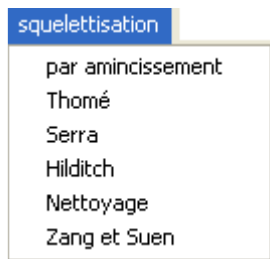 squelettisation
par amincissement
Thomé
Serra
Hilditch
Nettoyage
Zang et Suen